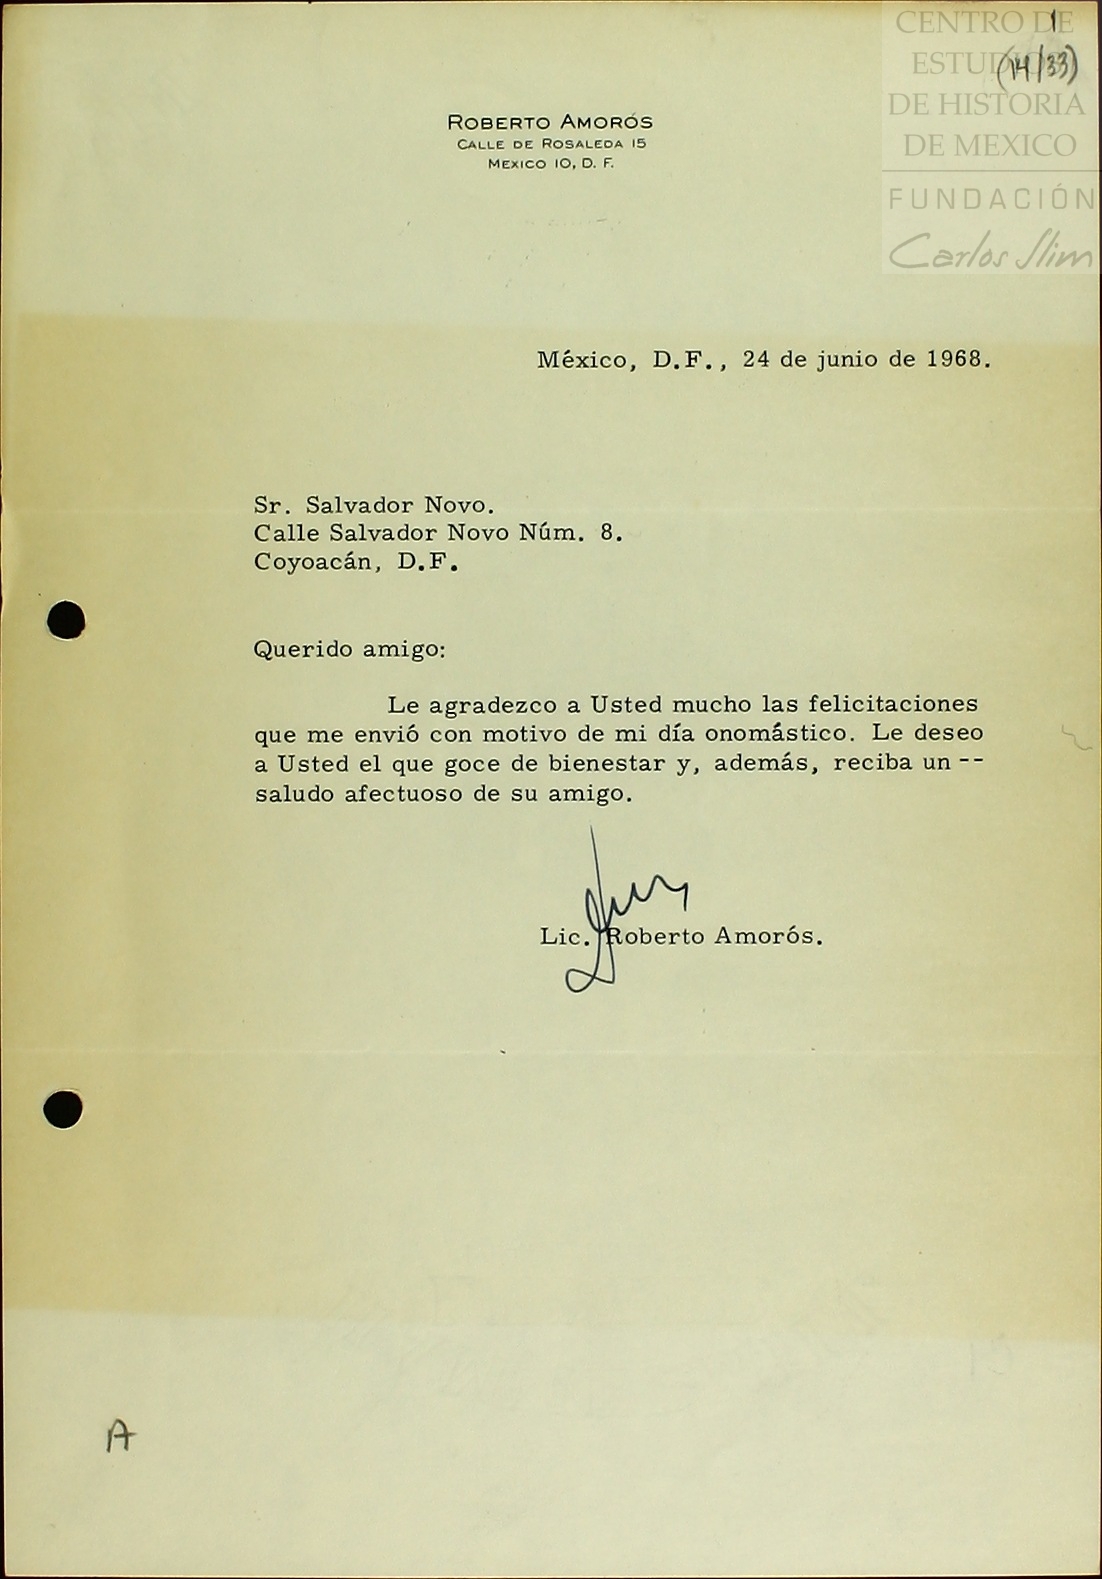 1
(14/33)
CENTRO DE
ESTUDIOS
DE HISTORIA
DE MEXICO
FUNDACIÓN
Carlos Slim
ROBERTO AMORÓS
CALLE DE ROSALEDA 15
MEXICO 10, D. F.
México, D.F., 24 de junio de 1968.
Sr. Salvador Novo.
Calle Salvador Novo Núm. 8.
Coyoacán, D.F.
Querido amigo:
Le agradezco a Usted mucho las felicitaciones
que me envió con motivo de mi día onomástico. Le deseo
a Usted el que goce de bienestar y, además, reciba un --
saludo afectuoso de su amigo.
Lic. Roberto Amorós.
A